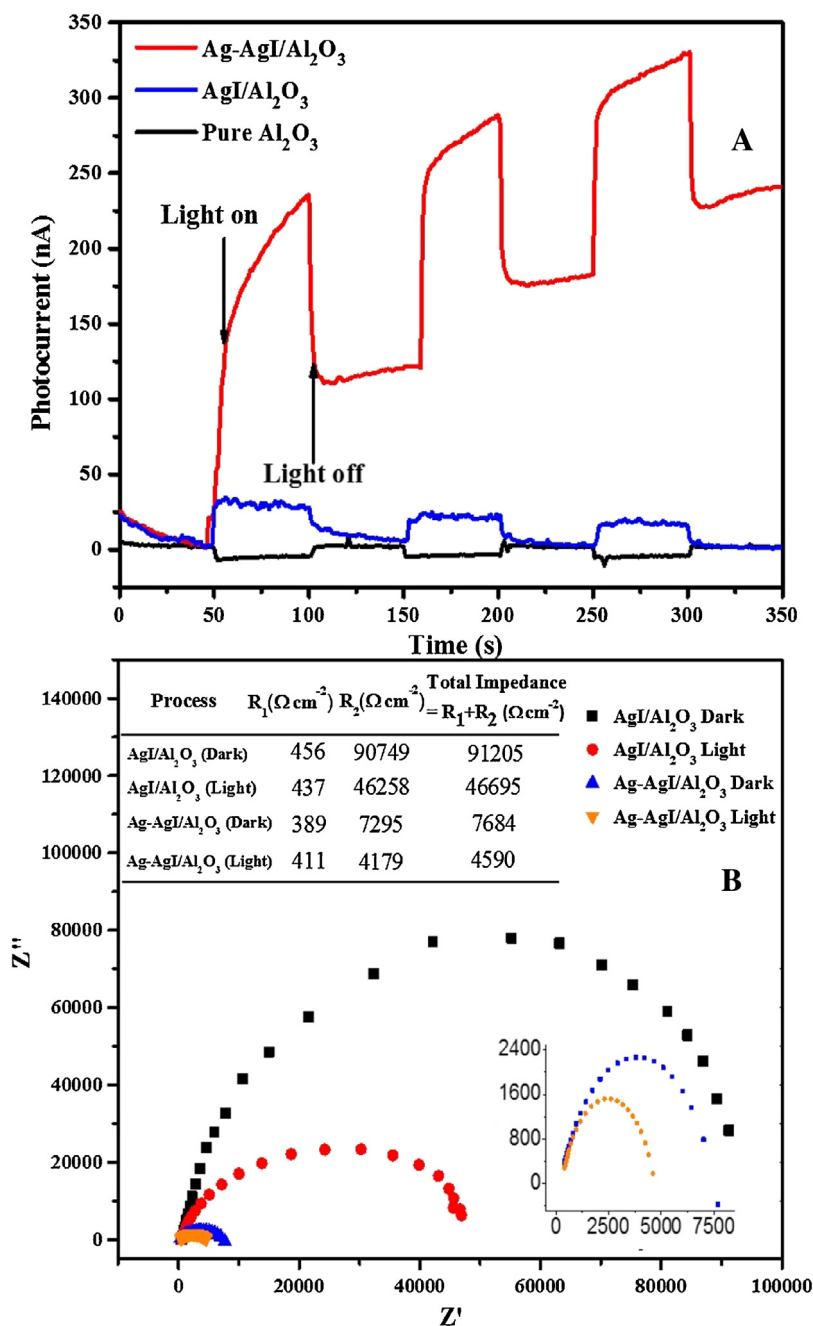 350
300
250
200
150
100
50
0
Photocurrent (nA)
Ag-AgI/Al₂O₃
AgI/Al₂O₃
Pure Al₂O₃
A
Light on
Light off
0 50 100 150 200 250 300 350
Time (s)
140000
120000
100000
80000
60000
40000
20000
0
Z''
Process R₁(Ω cm⁻²) R₂(Ω cm⁻²) Total Impedance =R₁+R₂ (Ω cm⁻²)
AgI/Al₂O₃ (Dark) 456 90749 91205
AgI/Al₂O₃ (Light) 437 46258 46695
Ag-AgI/Al₂O₃ (Dark) 389 7295 7684
Ag-AgI/Al₂O₃ (Light) 411 4179 4590
AgI/Al₂O₃ Dark
AgI/Al₂O₃ Light
Ag-AgI/Al₂O₃ Dark
Ag-AgI/Al₂O₃ Light
B
2400
1600
800
0
0 2500 5000 7500
0 20000 40000 60000 80000 100000
Z'